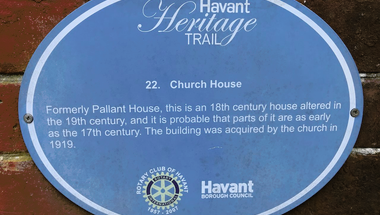 Havant
Heritage
TRAIL
22. Church House
Formerly Pallant House, this is an 18th century house altered in
the 19th century, and it is probable that parts of it are as early
as the 17th century. The building was acquired by the church in
1919.
ROTARY CLUB OF HAVANT
1957 - 2007
Havant
BOROUGH COUNCIL